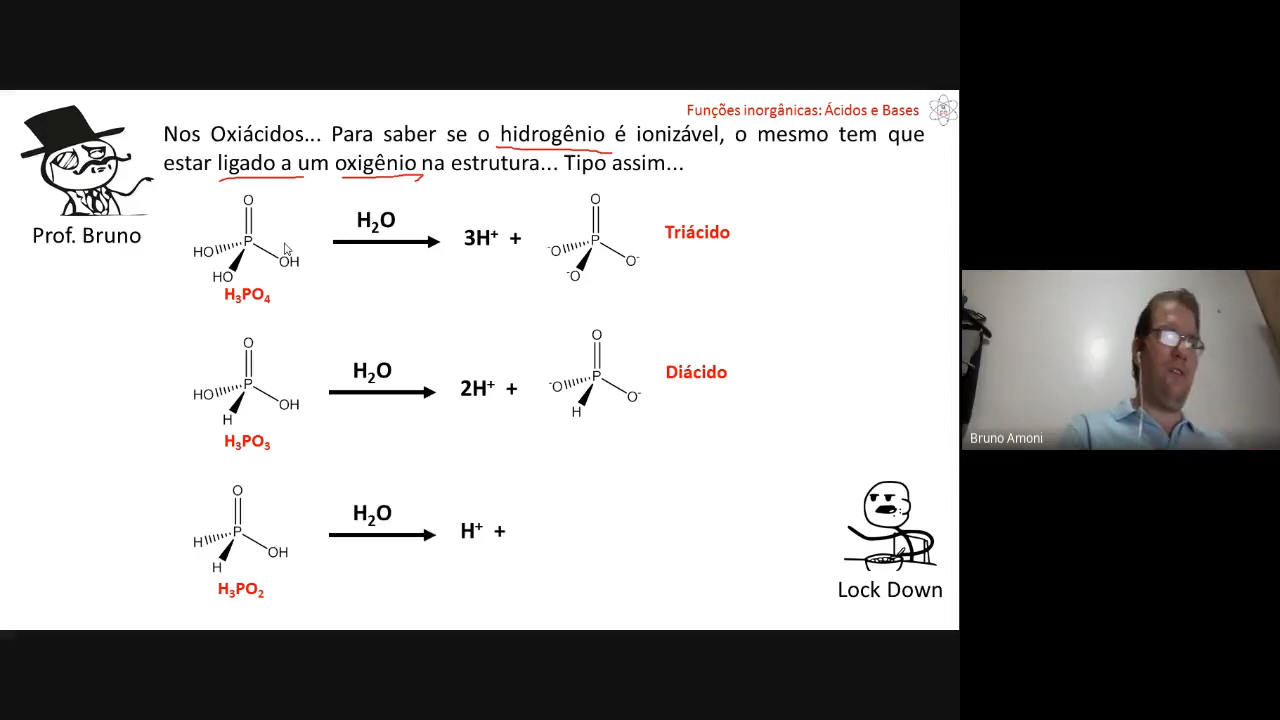 Funções inorgânicas: Ácidos e Bases
Nos Oxiácidos... Para saber se o hidrogênio é ionizável, o mesmo tem que
estar ligado a um oxigênio na estrutura... Tipo assim...
Prof. Bruno
O
P
HO
HO
OH
H₃PO₄
H₂O
3H⁺ +
O
P
⁻O
⁻O
O⁻
Triácido
O
P
HO
H
OH
H₃PO₃
H₂O
2H⁺ +
O
P
⁻O
H
O⁻
Diácido
O
P
H
H
OH
H₃PO₂
H₂O
H⁺ +
Lock Down
Bruno Amoni